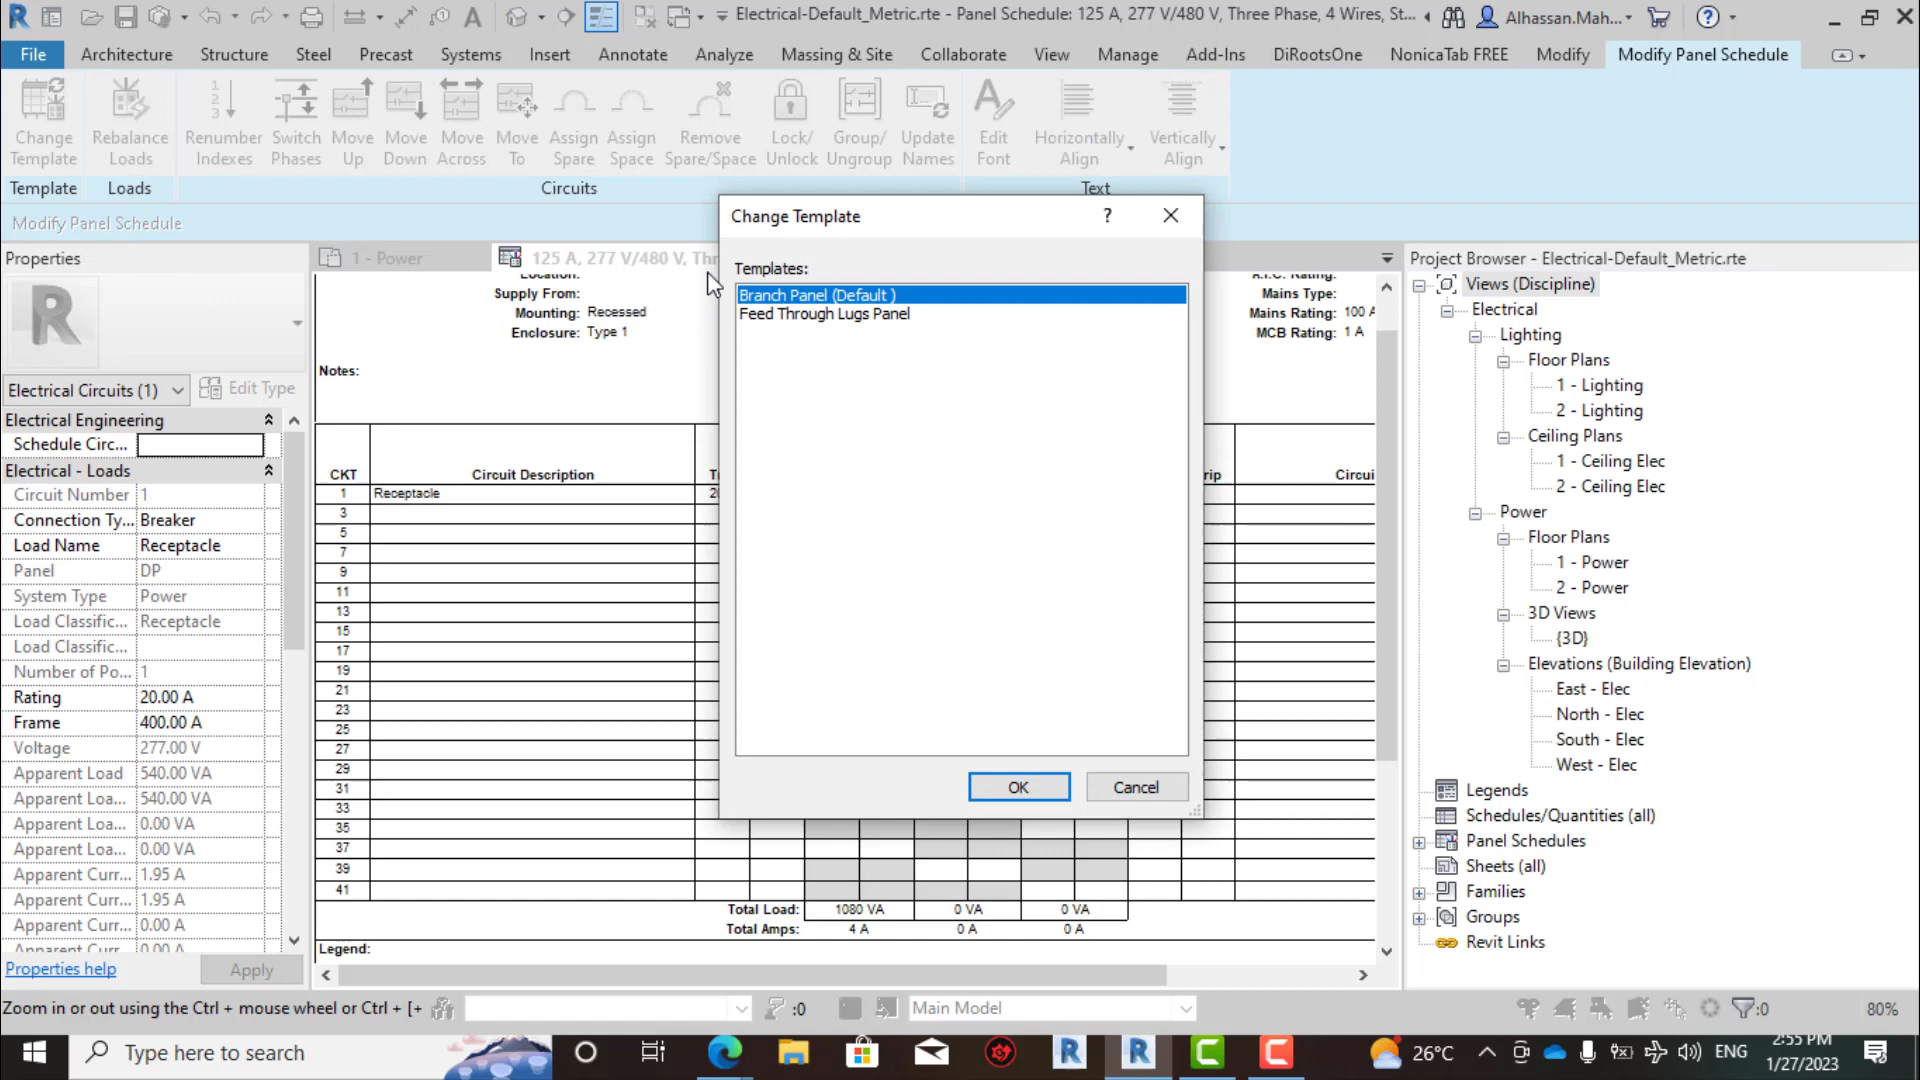 Electrical-Default_Metric.rte - Panel Schedule: 125 A, 277 V/480 V, Three Phase, 4 Wires, St...
Alhassan.Mah...
File Architecture Structure Steel Precast Systems Insert Annotate Analyze Massing & Site Collaborate View Manage Add-Ins DiRootsOne NonicaTab FREE Modify Modify Panel Schedule
Change Template
Rebalance Loads
Renumber Indexes
Switch Phases
Move Up
Move Down
Move Across
Move To
Assign Spare
Assign Space
Remove Spare/Space
Lock/ Unlock
Group/ Ungroup
Update Names
Edit Font
Horizontally Align
Vertically Align
Template Loads Circuits Text
Modify Panel Schedule
Properties
Electrical Circuits (1) Edit Type
Electrical Engineering
Schedule Circ...
Electrical - Loads
Circuit Number 1
Connection Ty... Breaker
Load Name Receptacle
Panel DP
System Type Power
Load Classific... Receptacle
Load Classific...
Number of Po... 1
Rating 20.00 A
Frame 400.00 A
Voltage 277.00 V
Apparent Load 540.00 VA
Apparent Loa... 540.00 VA
Apparent Loa... 0.00 VA
Apparent Loa... 0.00 VA
Apparent Curr... 1.95 A
Apparent Curr... 1.95 A
Apparent Curr... 0.00 A
Apparent Curr... 0.00 A
Properties help Apply
1 - Power
125 A, 277 V/480 V, Thr
Location:
Supply From:
Mounting: Recessed
Enclosure: Type 1
Notes:
A.I.C. Rating:
Mains Type:
Mains Rating: 100 A
MCB Rating: 1 A
CKT Circuit Description Tr rip Circui
1 Receptacle 20
3
5
7
9
11
13
15
17
19
21
23
25
27
29
31
33
35
37
39
41
Total Load: 1080 VA 0 VA 0 VA
Total Amps: 4 A 0 A 0 A
Legend:
Change Template ?
Templates:
Branch Panel (Default )
Feed Through Lugs Panel
OK Cancel
Project Browser - Electrical-Default_Metric.rte
Views (Discipline)
Electrical
Lighting
Floor Plans
1 - Lighting
2 - Lighting
Ceiling Plans
1 - Ceiling Elec
2 - Ceiling Elec
Power
Floor Plans
1 - Power
2 - Power
3D Views
{3D}
Elevations (Building Elevation)
East - Elec
North - Elec
South - Elec
West - Elec
Legends
Schedules/Quantities (all)
Panel Schedules
Sheets (all)
Families
Groups
Revit Links
Zoom in or out using the Ctrl + mouse wheel or Ctrl + [+ :0 Main Model :0 80%
Type here to search 26°C ENG
2:55 PM
1/27/2023